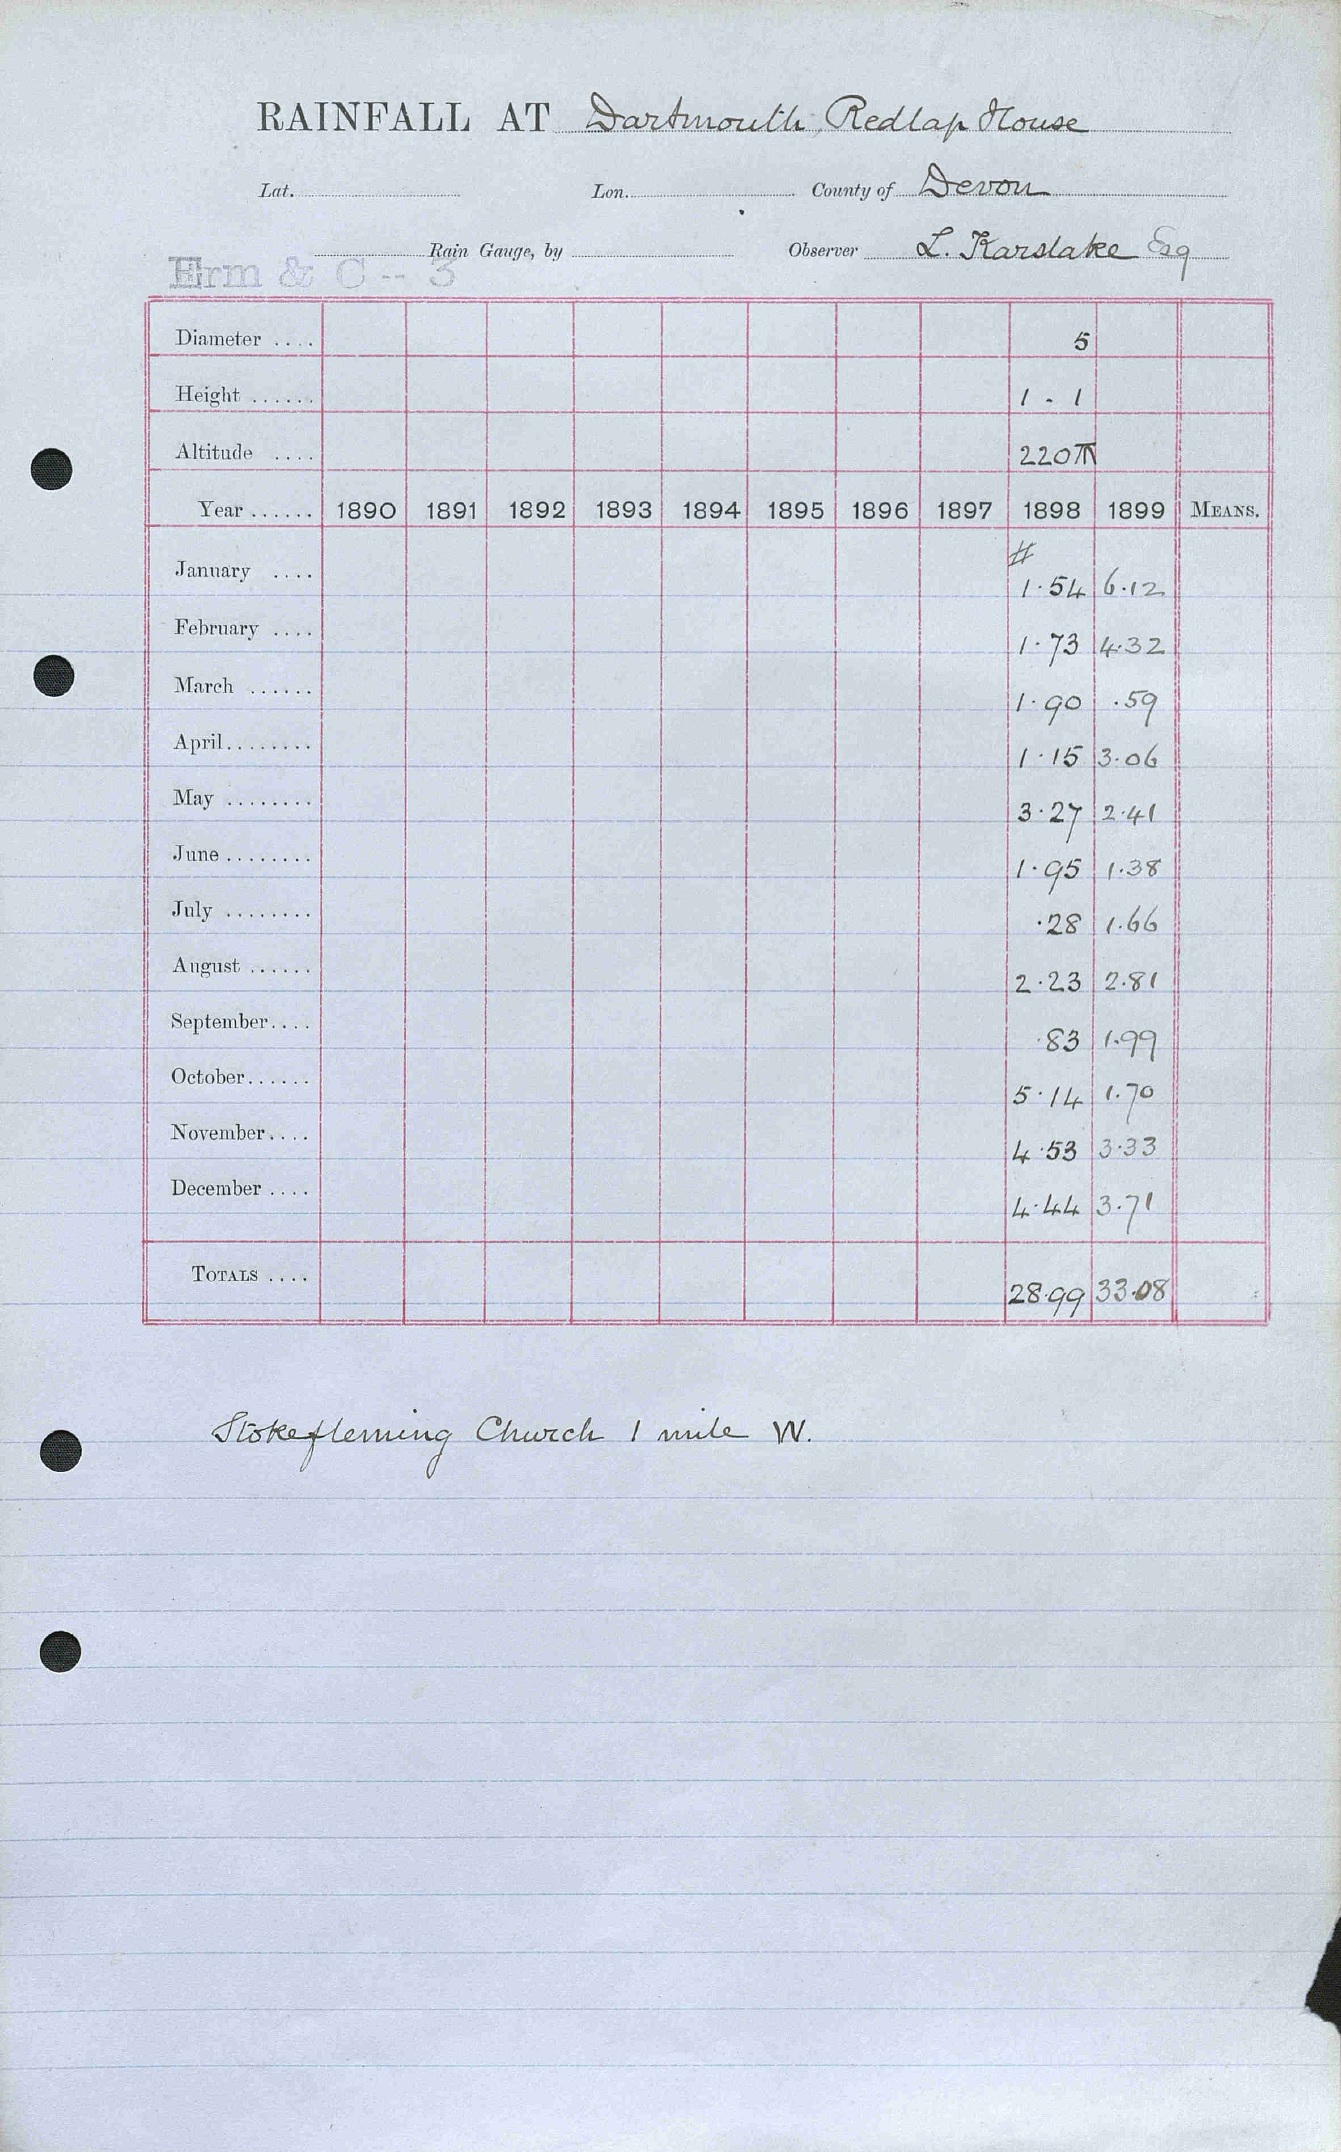 RAINFALL AT Dartmouth, Redlap House
Lat. Lon. County of Devon
Rain Gauge, by Observer L. Karslake Esq
Erm & C -- 3
Diameter .... 5
Height ...... 1 - 1
Altitude .... 220
Year ...... 1890 1891 1892 1893 1894 1895 1896 1897 1898 1899 MEANS.
#
January .... 1.54 6.12
February .... 1.73 4.32
March ...... 1.90 .59
April ........ 1.15 3.06
May ........ 3.27 2.41
June ........ 1.95 1.38
July ........ .28 1.66
August ...... 2.23 2.81
September .... .83 1.99
October ...... 5.14 1.70
November .... 4.53 3.33
December .... 4.44 3.71
TOTALS .... 28.99 33.08
Stokefleming Church 1 mile W.